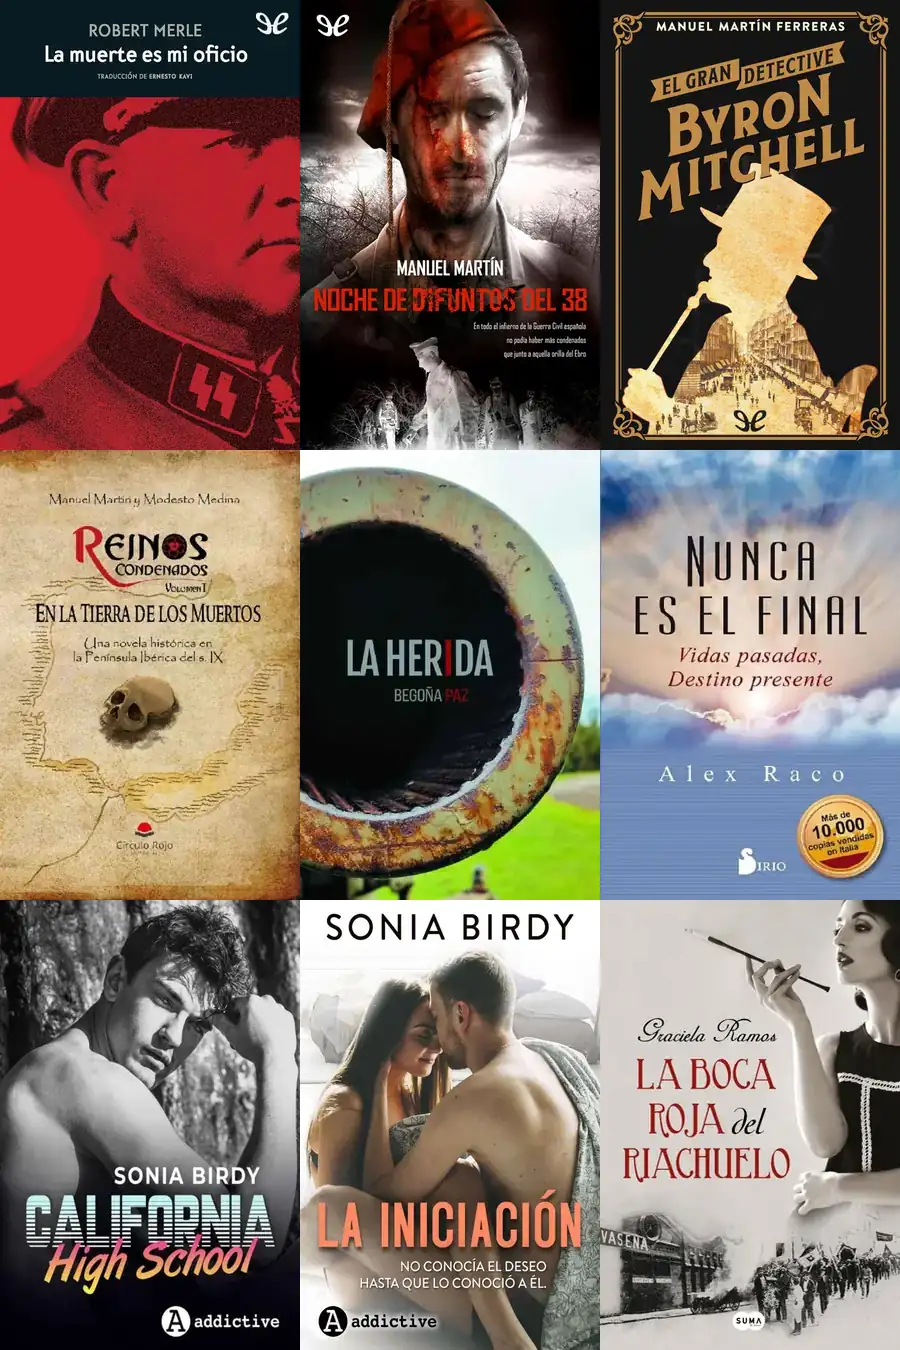 ROBERT MERLE
La muerte es mi oficio
TRADUCCIÓN DE ERNESTO KAVI
MANUEL MARTÍN
NOCHE DE DIFUNTOS DEL 38
En todo el infierno de la Guerra Civil española
no podía haber más condenados
que junto a aquella orilla del Ebro
MANUEL MARTÍN FERRERAS
EL GRAN DETECTIVE
BYRON
MITCHELL
Manuel Martín y Modesto Medina
REINOS
CONDENADOS
VOLUMEN I
EN LA TIERRA DE LOS MUERTOS
Una novela histórica en
la Península Ibérica del s. IX
Círculo Rojo
LA HERIDA
BEGOÑA PAZ
NUNCA
ES EL FINAL
Vidas pasadas,
Destino presente
Alex Raco
Más de
10.000
copias vendidas
en Italia
SIRIO
SONIA BIRDY
CALIFORNIA
High School
A addictive
SONIA BIRDY
LA INICIACIÓN
NO CONOCÍA EL DESEO
HASTA QUE LO CONOCIÓ A ÉL.
A addictive
Graciela Ramos
LA BOCA
ROJA del
RIACHUELO
VASENA
SUMA